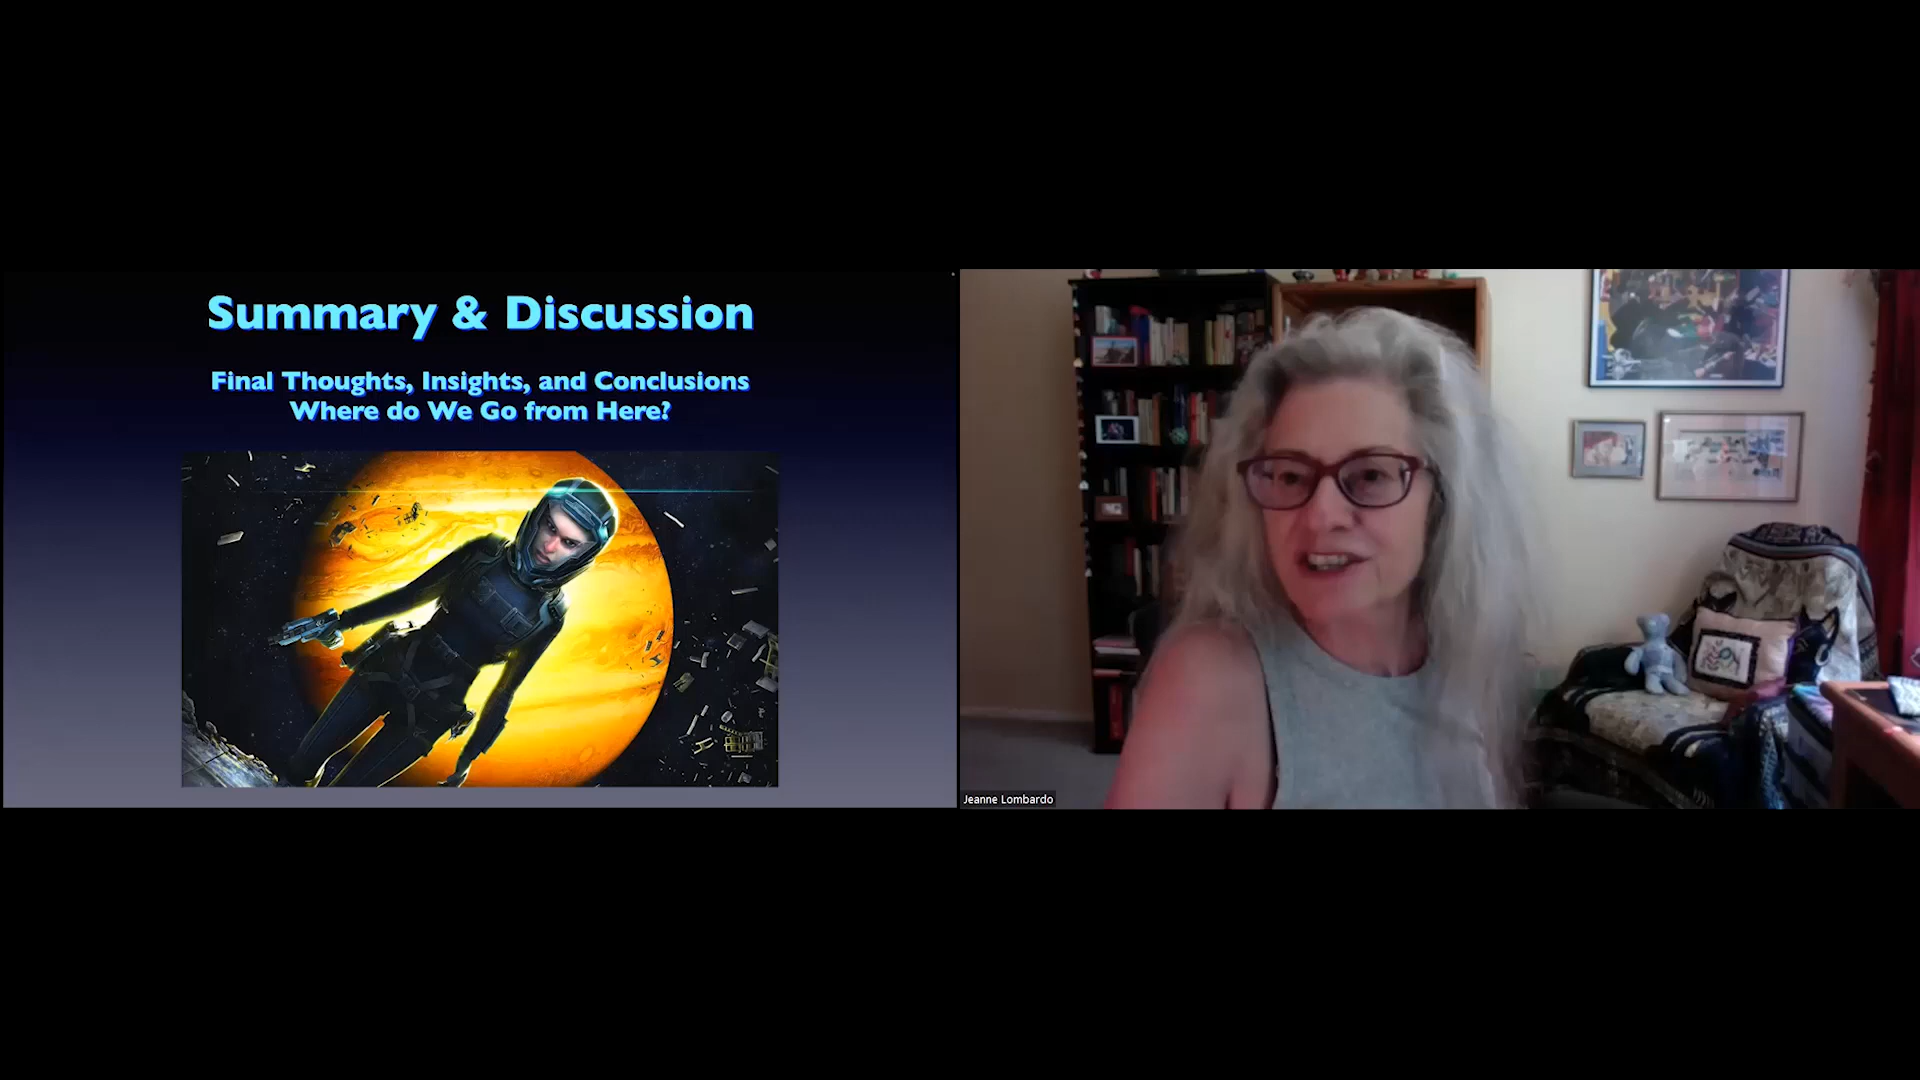 Summary & Discussion
Final Thoughts, Insights, and Conclusions
Where do We Go from Here?
Jeanne Lombardo